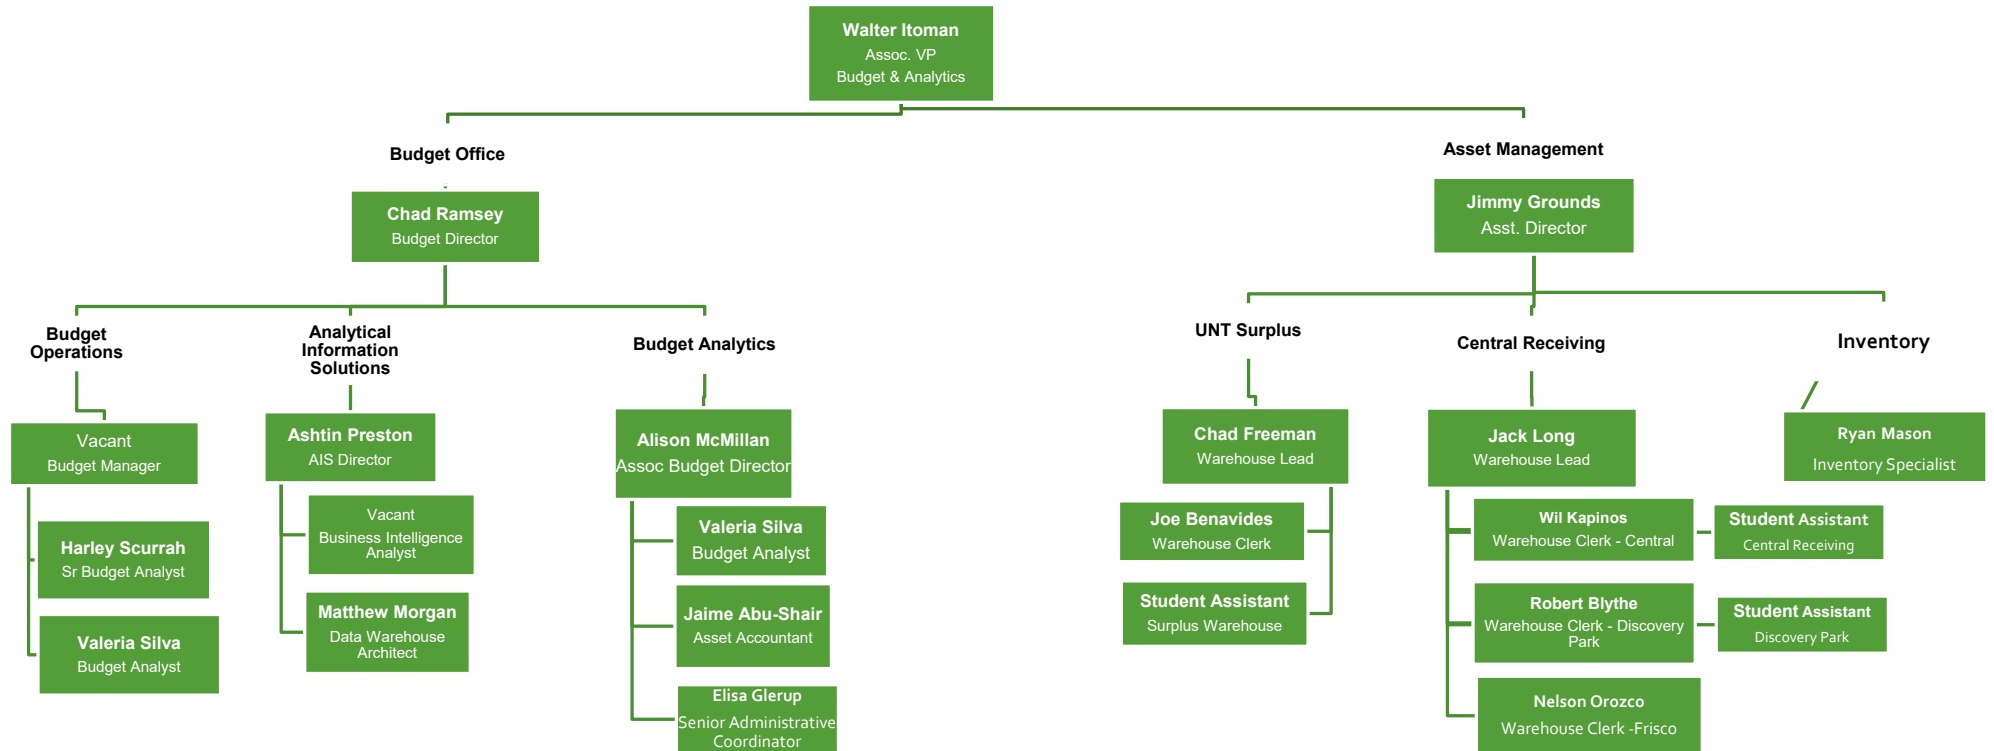 Walter Itoman
Assoc. VP
Budget & Analytics
Budget Office
Asset Management
Chad Ramsey
Budget Director
Jimmy Grounds
Asst. Director
Budget
Operations
Analytical
Information
Solutions
Budget Analytics
UNT Surplus
Central Receiving
Inventory
Vacant
Budget Manager
Ashtin Preston
AIS Director
Alison McMillan
Assoc Budget Director
Chad Freeman
Warehouse Lead
Jack Long
Warehouse Lead
Ryan Mason
Inventory Specialist
Harley Scurrah
Sr Budget Analyst
Valeria Silva
Budget Analyst
Vacant
Business Intelligence
Analyst
Matthew Morgan
Data Warehouse
Architect
Valeria Silva
Budget Analyst
Jaime Abu-Shair
Asset Accountant
Elisa Glerup
Senior Administrative
Coordinator
Joe Benavides
Warehouse Clerk
Student Assistant
Surplus Warehouse
Wil Kapinos
Warehouse Clerk - Central
Student Assistant
Central Receiving
Robert Blythe
Warehouse Clerk - Discovery
Park
Student Assistant
Discovery Park
Nelson Orozco
Warehouse Clerk -Frisco